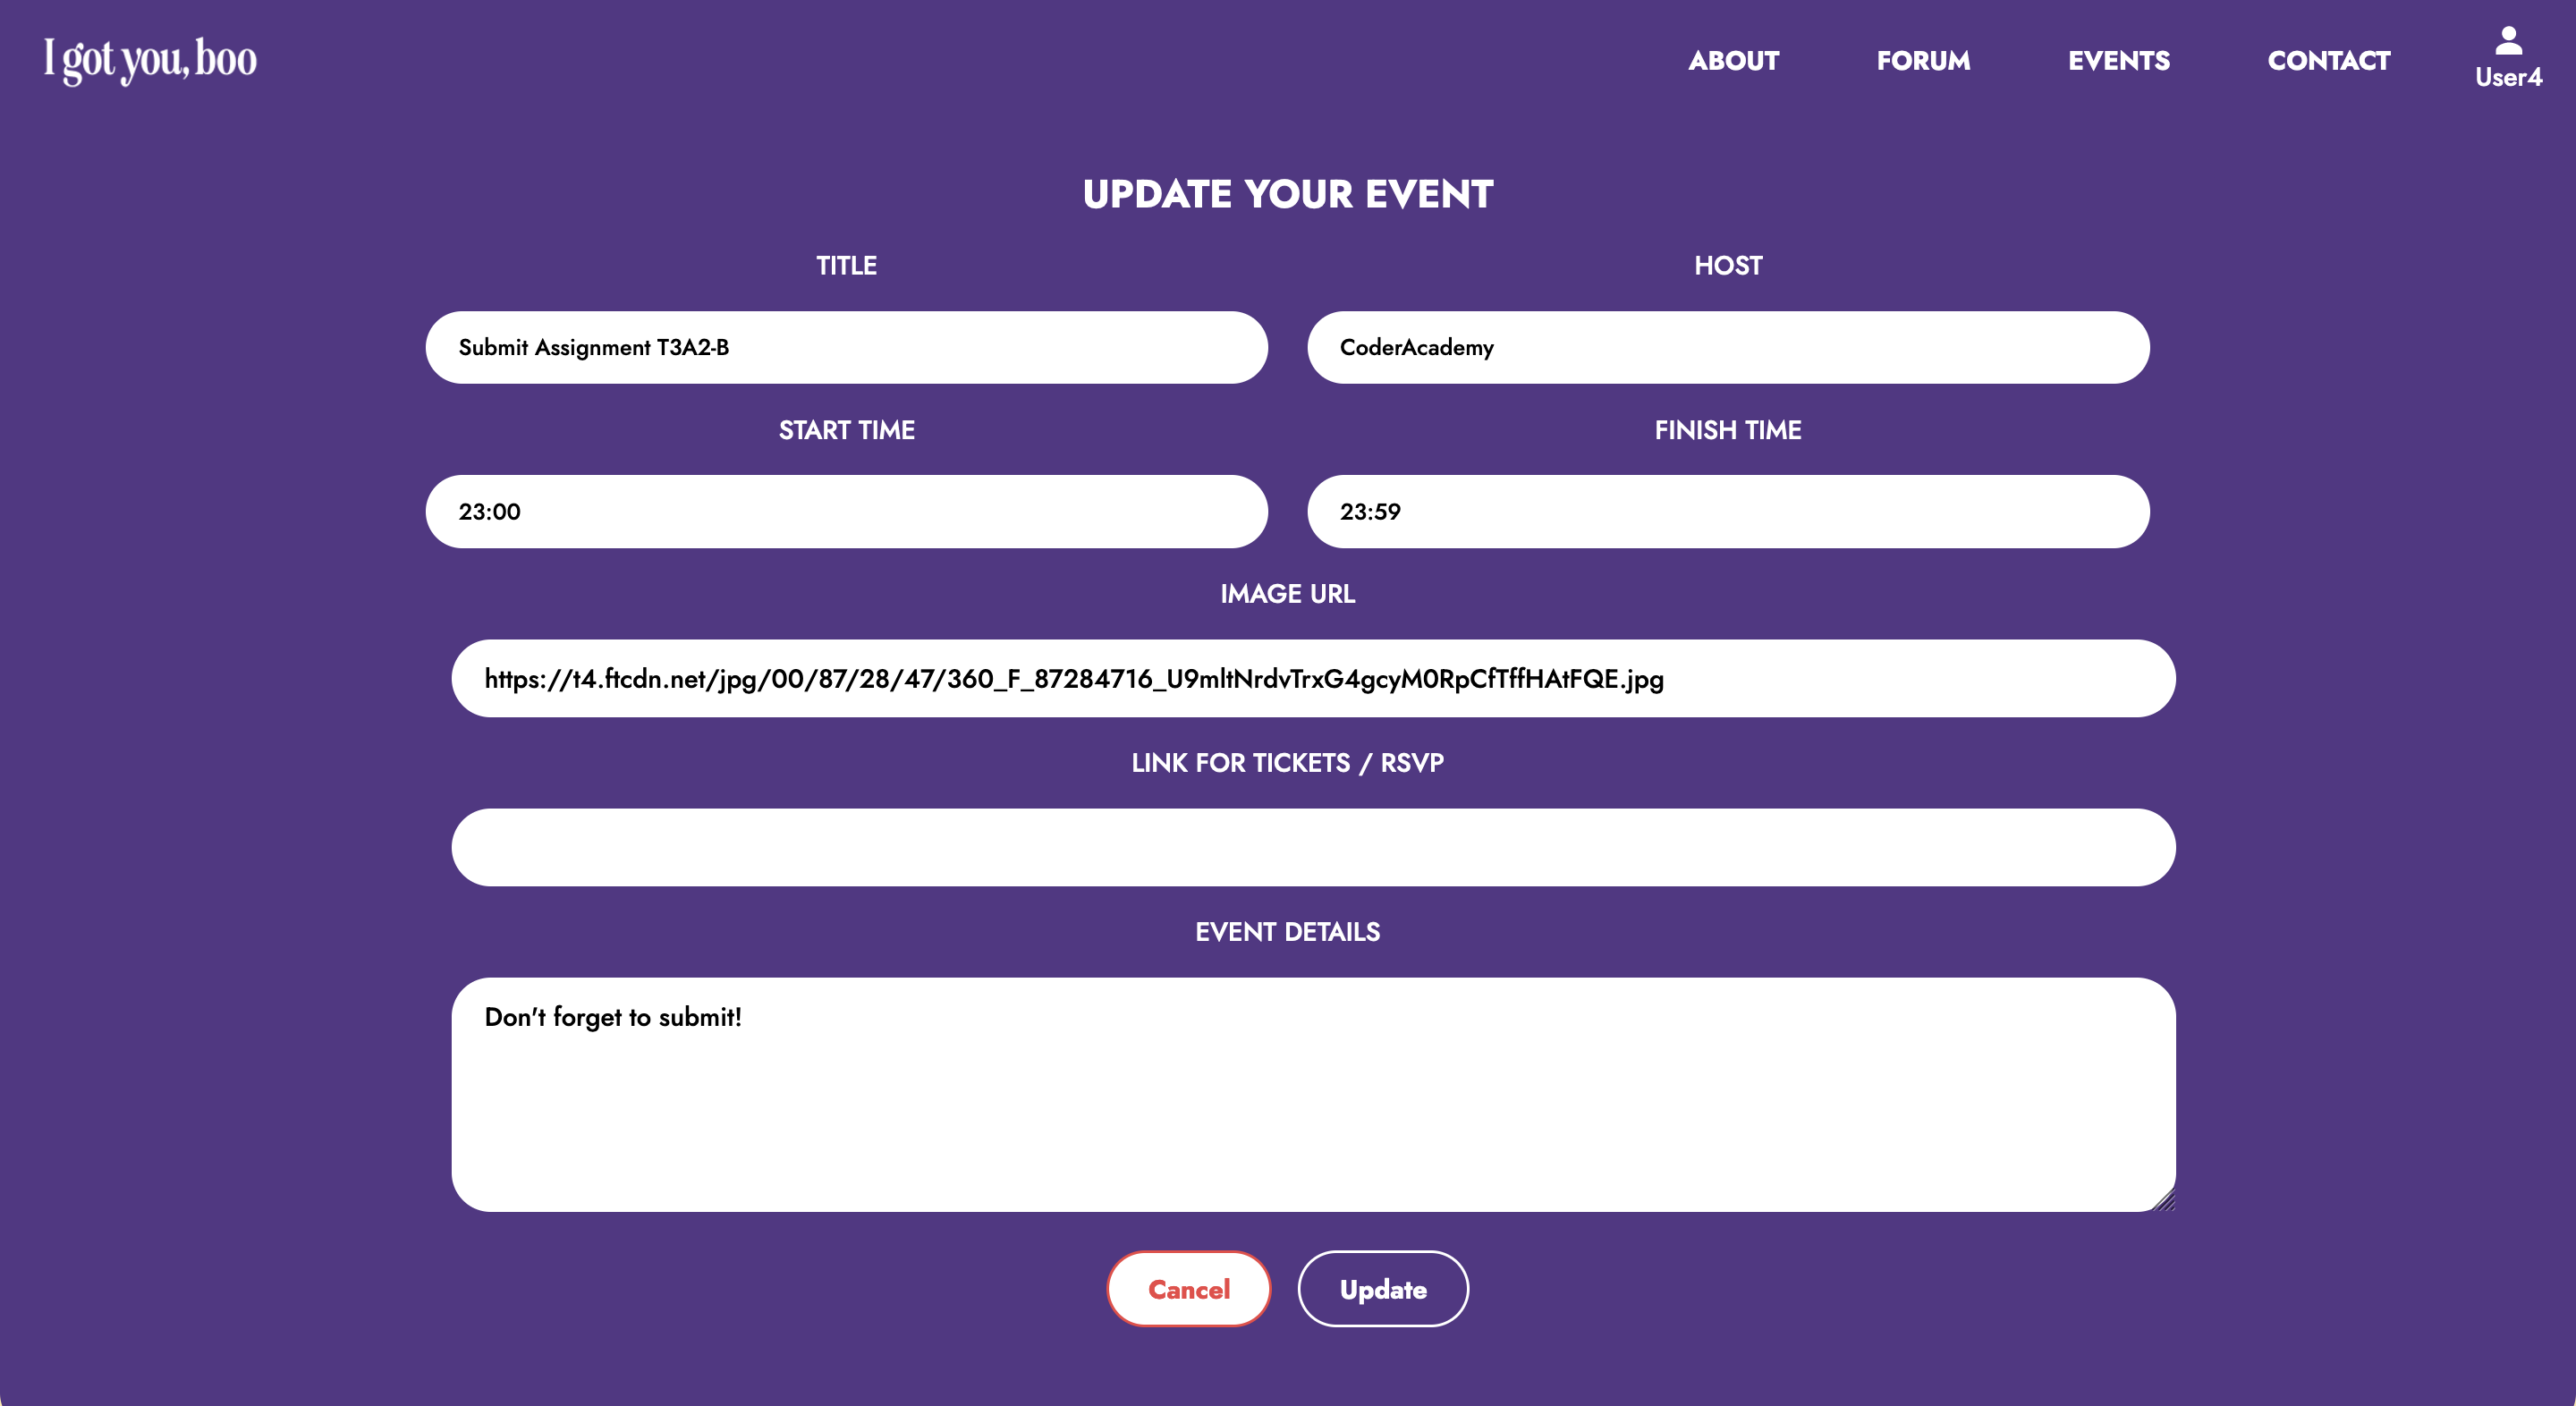 I got you, boo
ABOUT FORUM EVENTS CONTACT User4
UPDATE YOUR EVENT
TITLE HOST
Submit Assignment T3A2-B CoderAcademy
START TIME FINISH TIME
23:00 23:59
IMAGE URL
https://t4.ftcdn.net/jpg/00/87/28/47/360_F_87284716_U9mltNrdvTrxG4gcyM0RpCfTffHAtFQE.jpg
LINK FOR TICKETS / RSVP
EVENT DETAILS
Don't forget to submit!
Cancel Update